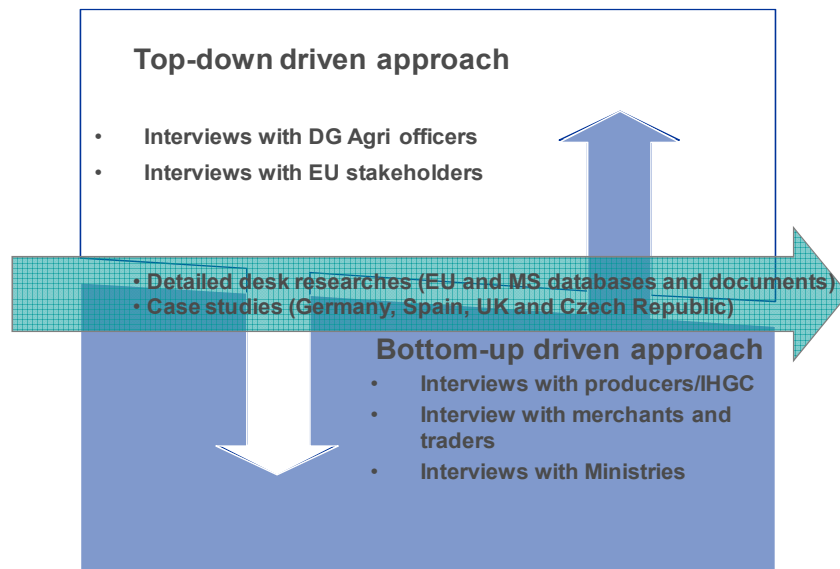 Top-down driven approach
• Interviews with DG Agri officers
• Interviews with EU stakeholders
• Detailed desk researches (EU and MS databases and documents)
• Case studies (Germany, Spain, UK and Czech Republic)
Bottom-up driven approach
• Interviews with producers/IHGC
• Interview with merchants and
traders
• Interviews with Ministries